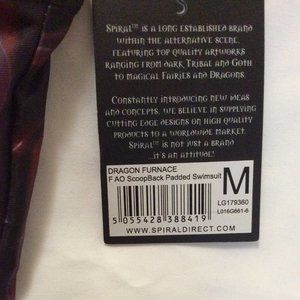 SPIRAL™ IS A LONG ESTABLISHED BRAND
WITHIN THE ALTERNATIVE SCENE,
FEATURING TOP QUALITY ARTWORKS
RANGING FROM DARK TRIBAL AND GOTH
TO MAGICAL FAIRIES AND DRAGONS.
CONSTANTLY INTRODUCING NEW IDEAS
AND CONCEPTS, WE BELIEVE IN SUPPLYING
CUTTING EDGE DESIGNS ON HIGH QUALITY
PRODUCTS TO A WORLDWIDE MARKET.
SPIRAL™ IS NOT JUST A BRAND
...IT'S AN ATTITUDE!
DRAGON FURNACE
F AO ScoopBack Padded Swimsuit
M
LG179360
L016G661-6
5 055428 388419
WWW.SPIRALDIRECT.COM